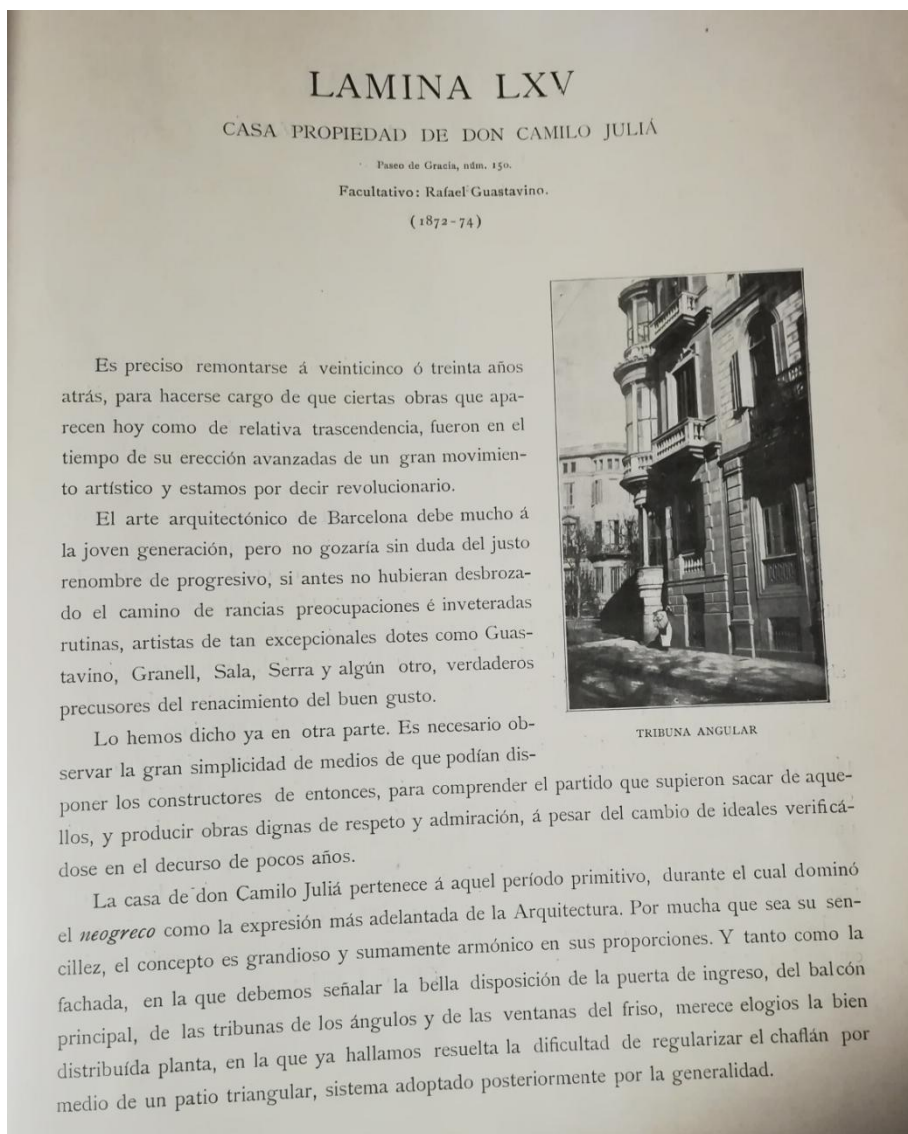 LAMINA LXV
CASA PROPIEDAD DE DON CAMILO JULIÁ
Paseo de Gracia, núm. 150.
Facultativo: Rafael Guastavino.
(1872-74)
Es preciso remontarse á veinticinco ó treinta años
atrás, para hacerse cargo de que ciertas obras que apa-
recen hoy como de relativa trascendencia, fueron en el
tiempo de su erección avanzadas de un gran movimien-
to artístico y estamos por decir revolucionario.
El arte arquitectónico de Barcelona debe mucho á
la joven generación, pero no gozaría sin duda del justo
renombre de progresivo, si antes no hubieran desbroza-
do el camino de rancias preocupaciones é inveteradas
rutinas, artistas de tan excepcionales dotes como Guas-
tavino, Granell, Sala, Serra y algún otro, verdaderos
precusores del renacimiento del buen gusto.
TRIBUNA ANGULAR
Lo hemos dicho ya en otra parte. Es necesario ob-
servar la gran simplicidad de medios de que podían dis-
poner los constructores de entonces, para comprender el partido que supieron sacar de aque-
llos, y producir obras dignas de respeto y admiración, á pesar del cambio de ideales verificá-
dose en el decurso de pocos años.
La casa de don Camilo Juliá pertenece á aquel período primitivo, durante el cual dominó
el neogreco como la expresión más adelantada de la Arquitectura. Por mucha que sea su sen-
cillez, el concepto es grandioso y sumamente armónico en sus proporciones. Y tanto como la
fachada, en la que debemos señalar la bella disposición de la puerta de ingreso, del balcón
principal, de las tribunas de los ángulos y de las ventanas del friso, merece elogios la bien
distribuída planta, en la que ya hallamos resuelta la dificultad de regularizar el chaflán por
medio de un patio triangular, sistema adoptado posteriormente por la generalidad.